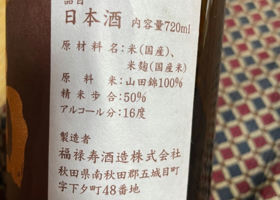 品目
日本酒 内容量720ml
原材料名:米(国産)、
米麹(国産米)
原料米:山田錦100%
精米歩合:50%
アルコール分:16度
製造者
福禄寿酒造株式会社
秋田県南秋田郡五城目町
字下夕町48番地